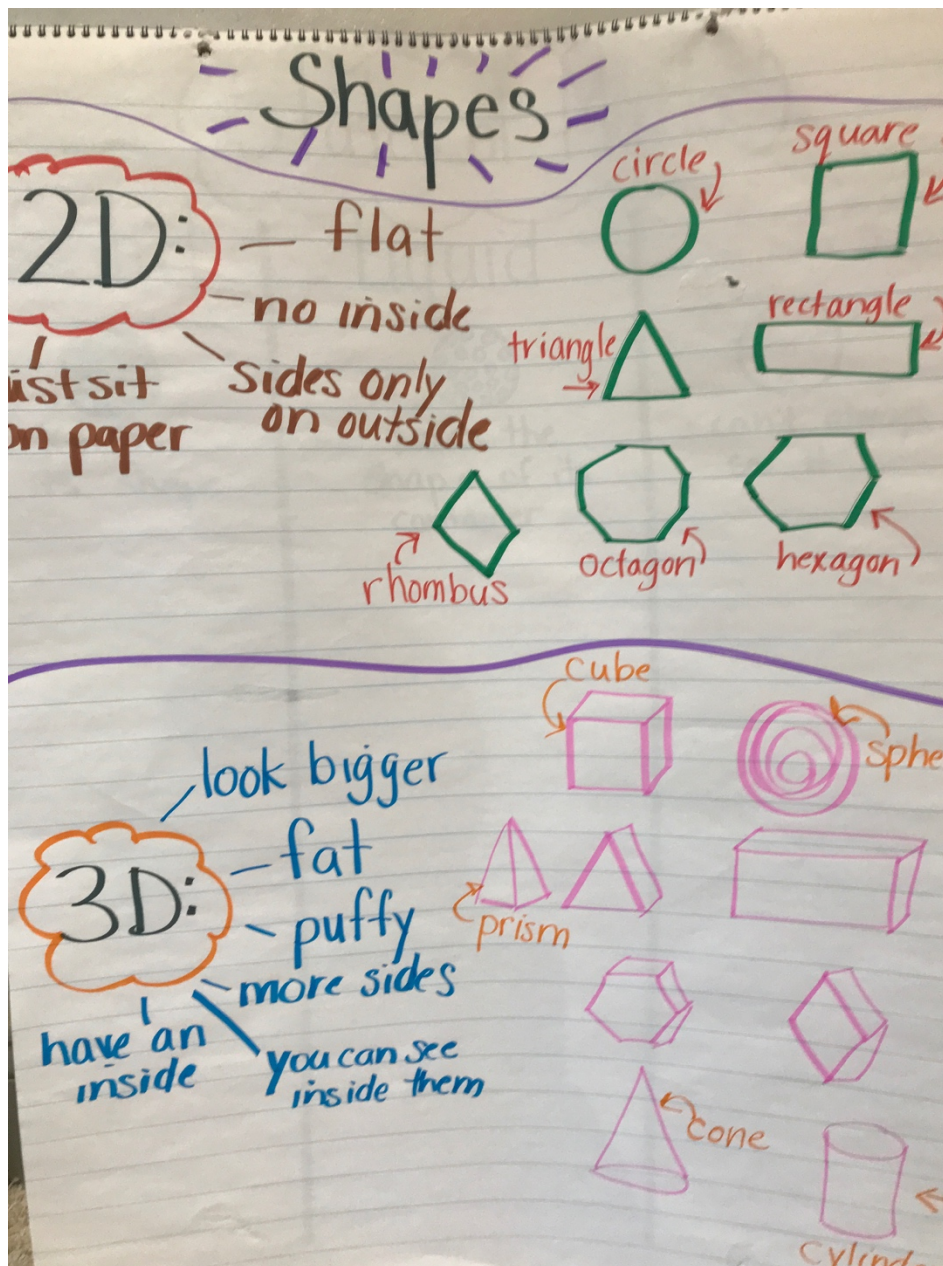 Shapes
2D:
- flat
- no inside
sides only
on outside
sit
paper
circle
square
triangle
rectangle
rhombus
octagon
hexagon
3D:
look bigger
- fat
- puffy
- more sides
you can see
inside them
have an
inside
cube
prism
cone